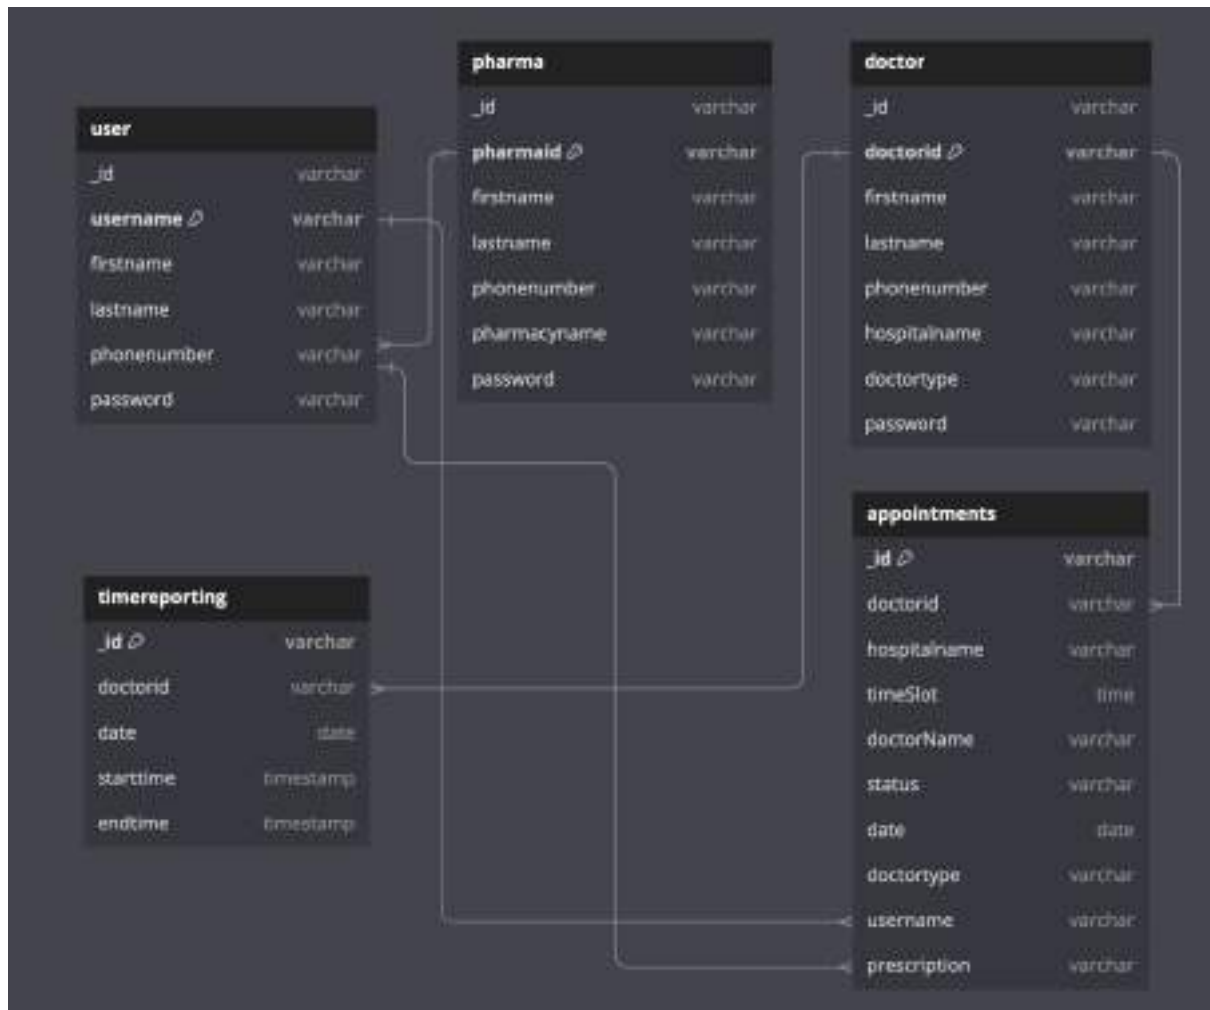 user
_id varchar
username varchar
firstname varchar
lastname varchar
phonenumber varchar
password varchar
pharma
_id varchar
pharmaid varchar
firstname varchar
lastname varchar
phonenumber varchar
pharmacyname varchar
password varchar
doctor
_id varchar
doctorid varchar
firstname varchar
lastname varchar
phonenumber varchar
hospitalname varchar
doctortype varchar
password varchar
timereporting
_id varchar
doctorid varchar
date date
starttime timestamp
endtime timestamp
appointments
_id varchar
doctorid varchar
hospitalname varchar
timeSlot time
doctorName varchar
status varchar
date date
doctortype varchar
username varchar
prescription varchar